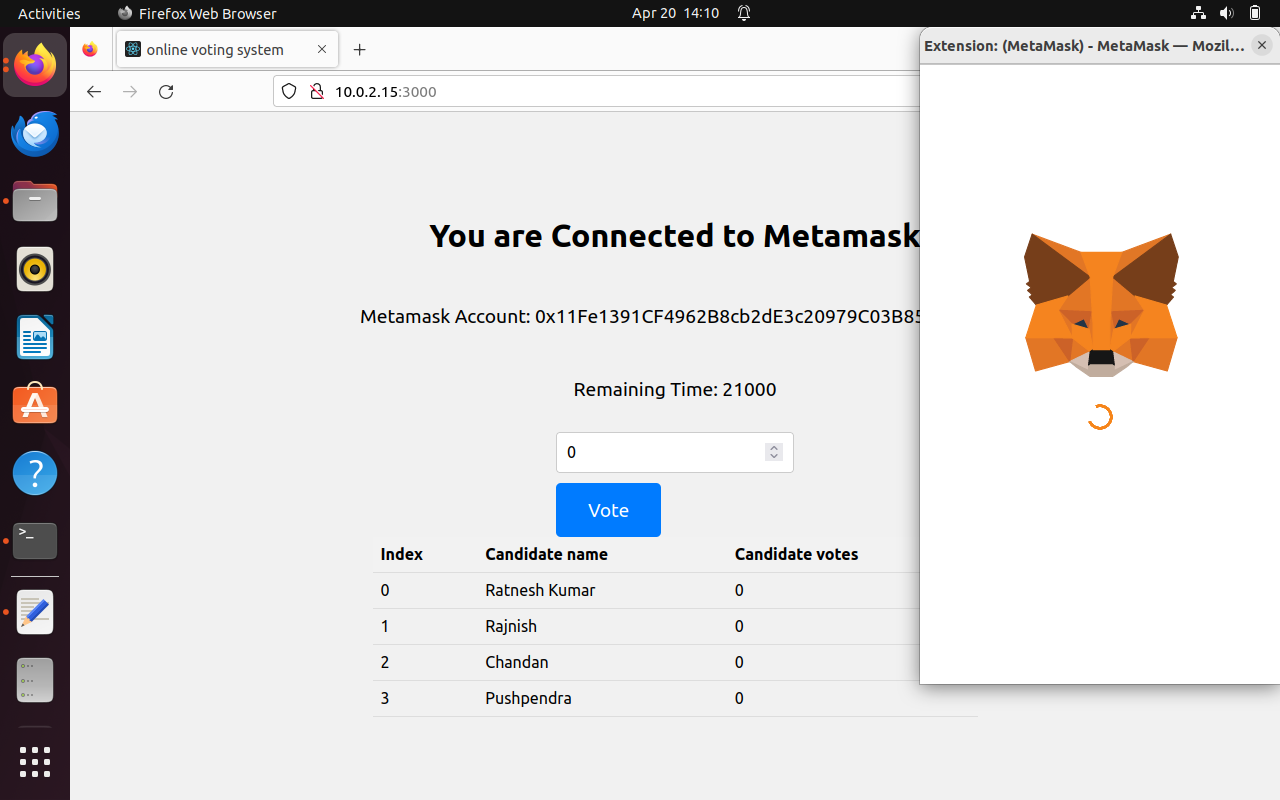 Activities
Firefox Web Browser
Apr 20 14:10
online voting system
10.0.2.15:3000
Extension: (MetaMask) - MetaMask — Mozil...
You are Connected to Metamask
Metamask Account: 0x11Fe1391CF4962B8cb2dE3c20979C03B85
Remaining Time: 21000
0
Vote
Index Candidate name Candidate votes
0 Ratnesh Kumar 0
1 Rajnish 0
2 Chandan 0
3 Pushpendra 0